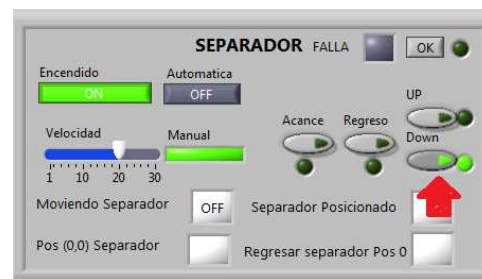 SEPARADOR FALLA OK
Encendido Automatica
ON OFF
UP
Acance Regreso
Velocidad Manual
Down
1 10 20 30
Moviendo Separador OFF Separador Posicionado
Pos (0,0) Separador Regresar separador Pos 0